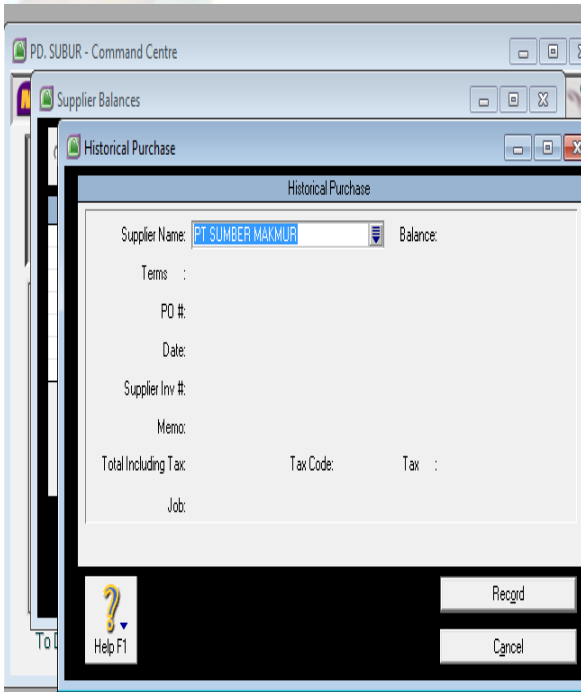 PD. SUBUR - Command Centre
Supplier Balances
Historical Purchase
Historical Purchase
Supplier Name: PT SUMBER MAKMUR Balance:
Terms :
PO #:
Date:
Supplier Inv #:
Memo:
Total Including Tax: Tax Code: Tax :
Job:
Record
Help F1
Cancel
To